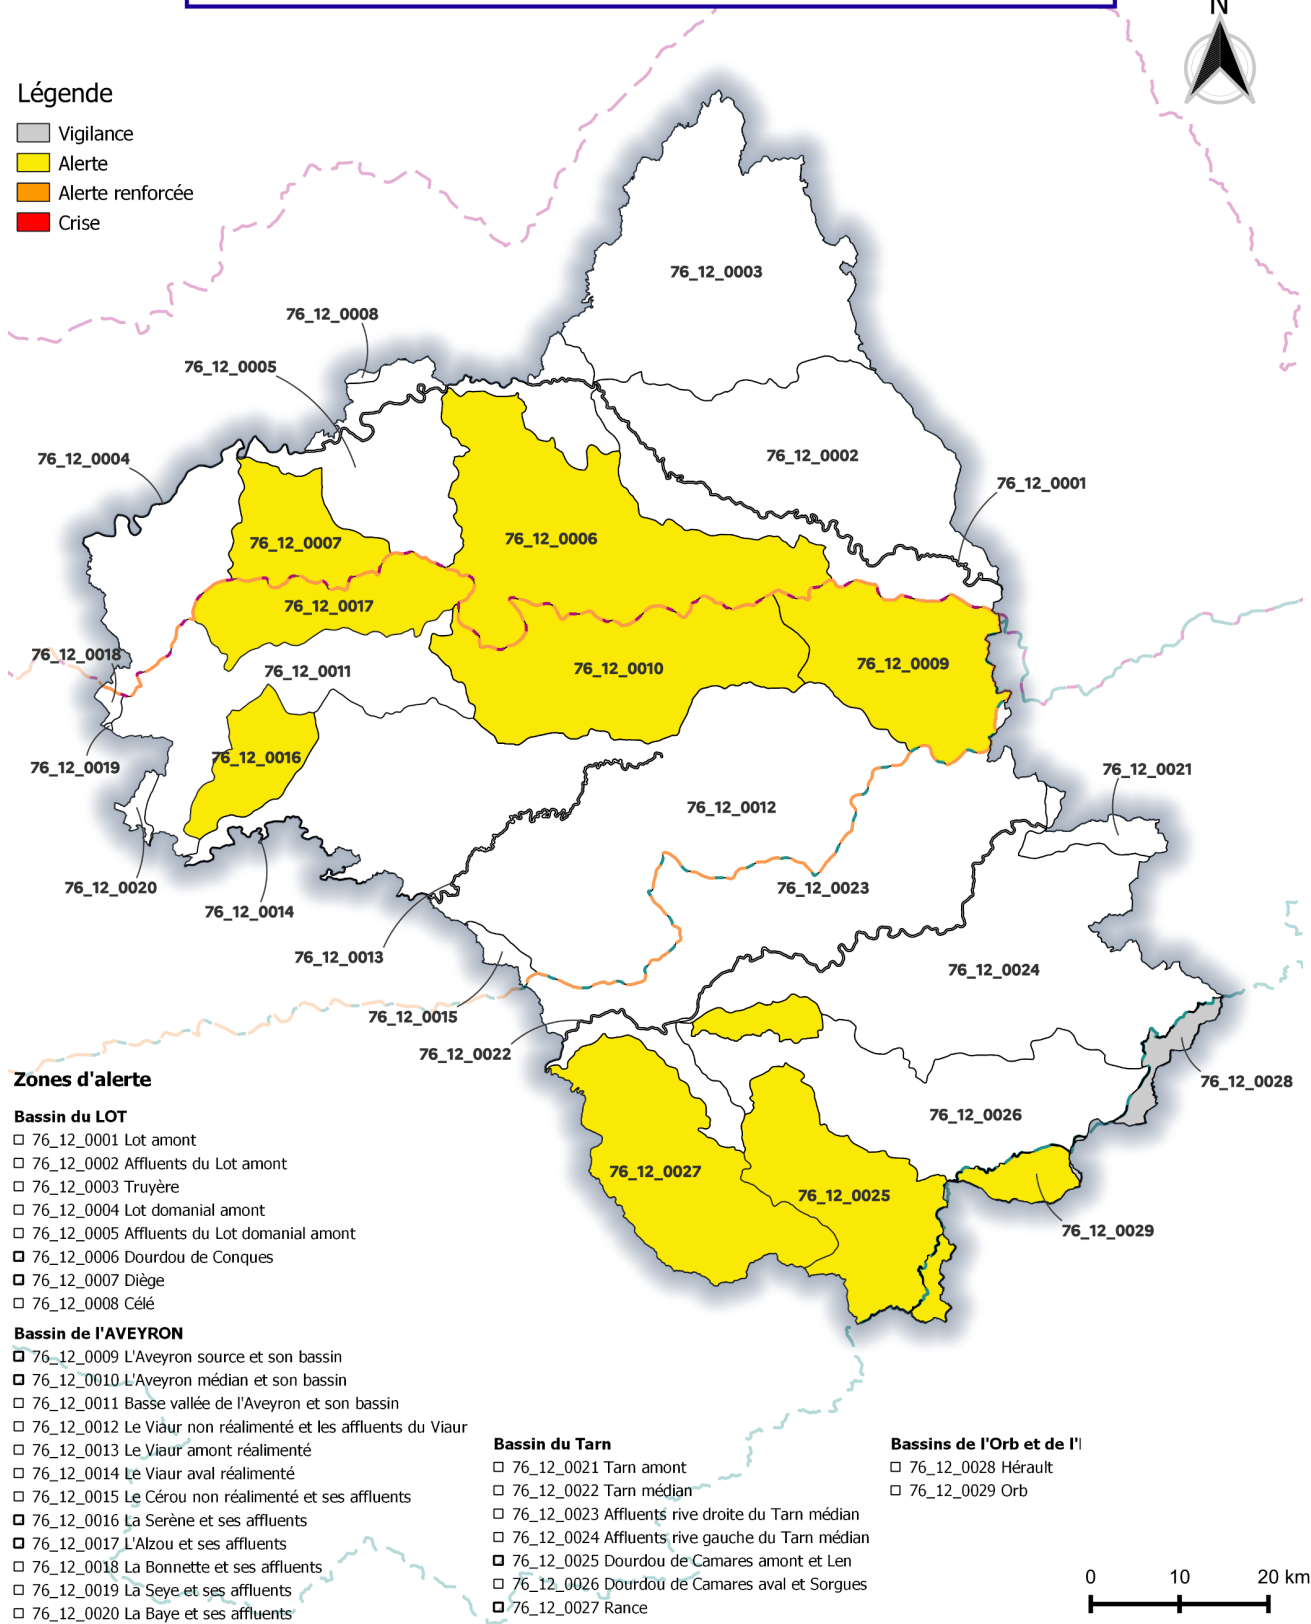 N
Légende
Vigilance
Alerte
Alerte renforcée
Crise
76_12_0003
76_12_0008
76_12_0005
76_12_0004
76_12_0002
76_12_0001
76_12_0007
76_12_0006
76_12_0017
76_12_0018
76_12_0011
76_12_0010
76_12_0009
76_12_0016
76_12_0019
76_12_0021
76_12_0012
76_12_0020
76_12_0023
76_12_0014
76_12_0013
76_12_0024
76_12_0015
76_12_0022
76_12_0028
76_12_0026
76_12_0027
76_12_0025
76_12_0029
Zones d'alerte
Bassin du LOT
76_12_0001 Lot amont
76_12_0002 Affluents du Lot amont
76_12_0003 Truyère
76_12_0004 Lot domanial amont
76_12_0005 Affluents du Lot domanial amont
76_12_0006 Dourdou de Conques
76_12_0007 Diège
76_12_0008 Célé
Bassin de l'AVEYRON
76_12_0009 L'Aveyron source et son bassin
76_12_0010 L'Aveyron médian et son bassin
76_12_0011 Basse vallée de l'Aveyron et son bassin
76_12_0012 Le Viaur non réalimenté et les affluents du Viaur
76_12_0013 Le Viaur amont réalimenté
76_12_0014 Le Viaur aval réalimenté
76_12_0015 Le Cérou non réalimenté et ses affluents
76_12_0016 La Serène et ses affluents
76_12_0017 L'Alzou et ses affluents
76_12_0018 La Bonnette et ses affluents
76_12_0019 La Seye et ses affluents
76_12_0020 La Baye et ses affluents
Bassin du Tarn
76_12_0021 Tarn amont
76_12_0022 Tarn médian
76_12_0023 Affluents rive droite du Tarn médian
76_12_0024 Affluents rive gauche du Tarn médian
76_12_0025 Dourdou de Camares amont et Len
76_12_0026 Dourdou de Camares aval et Sorgues
76_12_0027 Rance
Bassins de l'Orb et de l'
76_12_0028 Hérault
76_12_0029 Orb
0 10 20 km